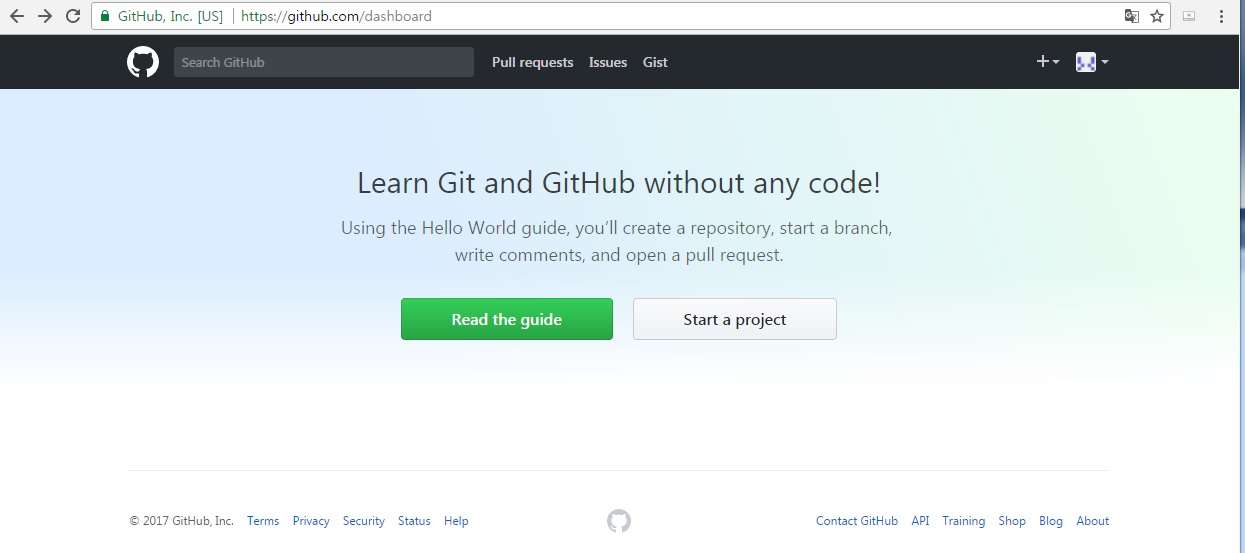 GitHub, Inc. [US] https://github.com/dashboard
Search GitHub Pull requests Issues Gist
Learn Git and GitHub without any code!
Using the Hello World guide, you’ll create a repository, start a branch,
write comments, and open a pull request.
Read the guide Start a project
© 2017 GitHub, Inc. Terms Privacy Security Status Help Contact GitHub API Training Shop Blog About